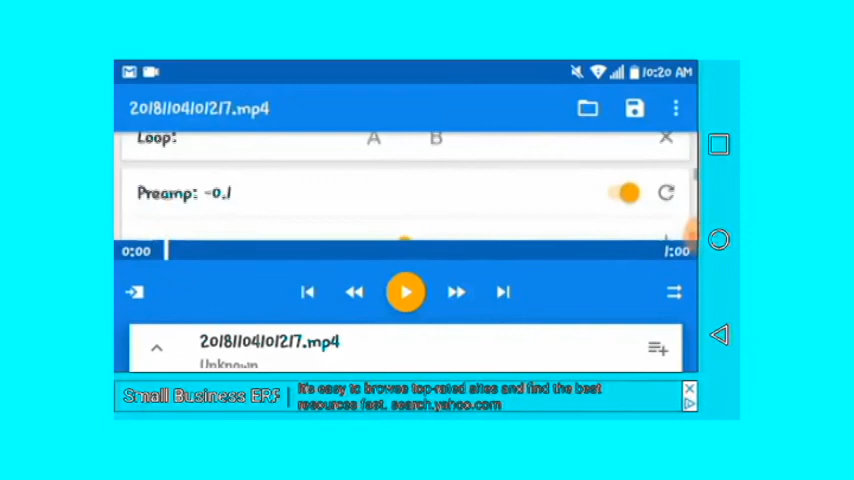 10:20 AM
20181104101217.mp4
Loop: A B
Preamp: -0.1
0:00 1:00
20181104101217.mp4
Unknown
Small Business ERP
It's easy to browse top-rated sites and find the best
resources fast. search.yahoo.com